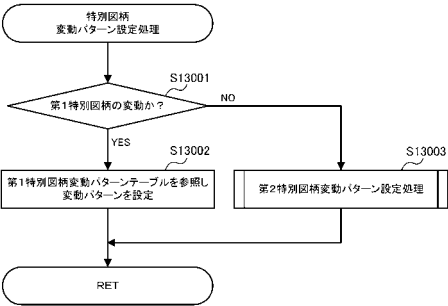 特別図柄
変動パターン設定処理
S13001
第1特別図柄の変動か?
NO
YES
S13002
第1特別図柄変動パターンテーブルを参照し
変動パターンを設定
S13003
第2特別図柄変動パターン設定処理
RET